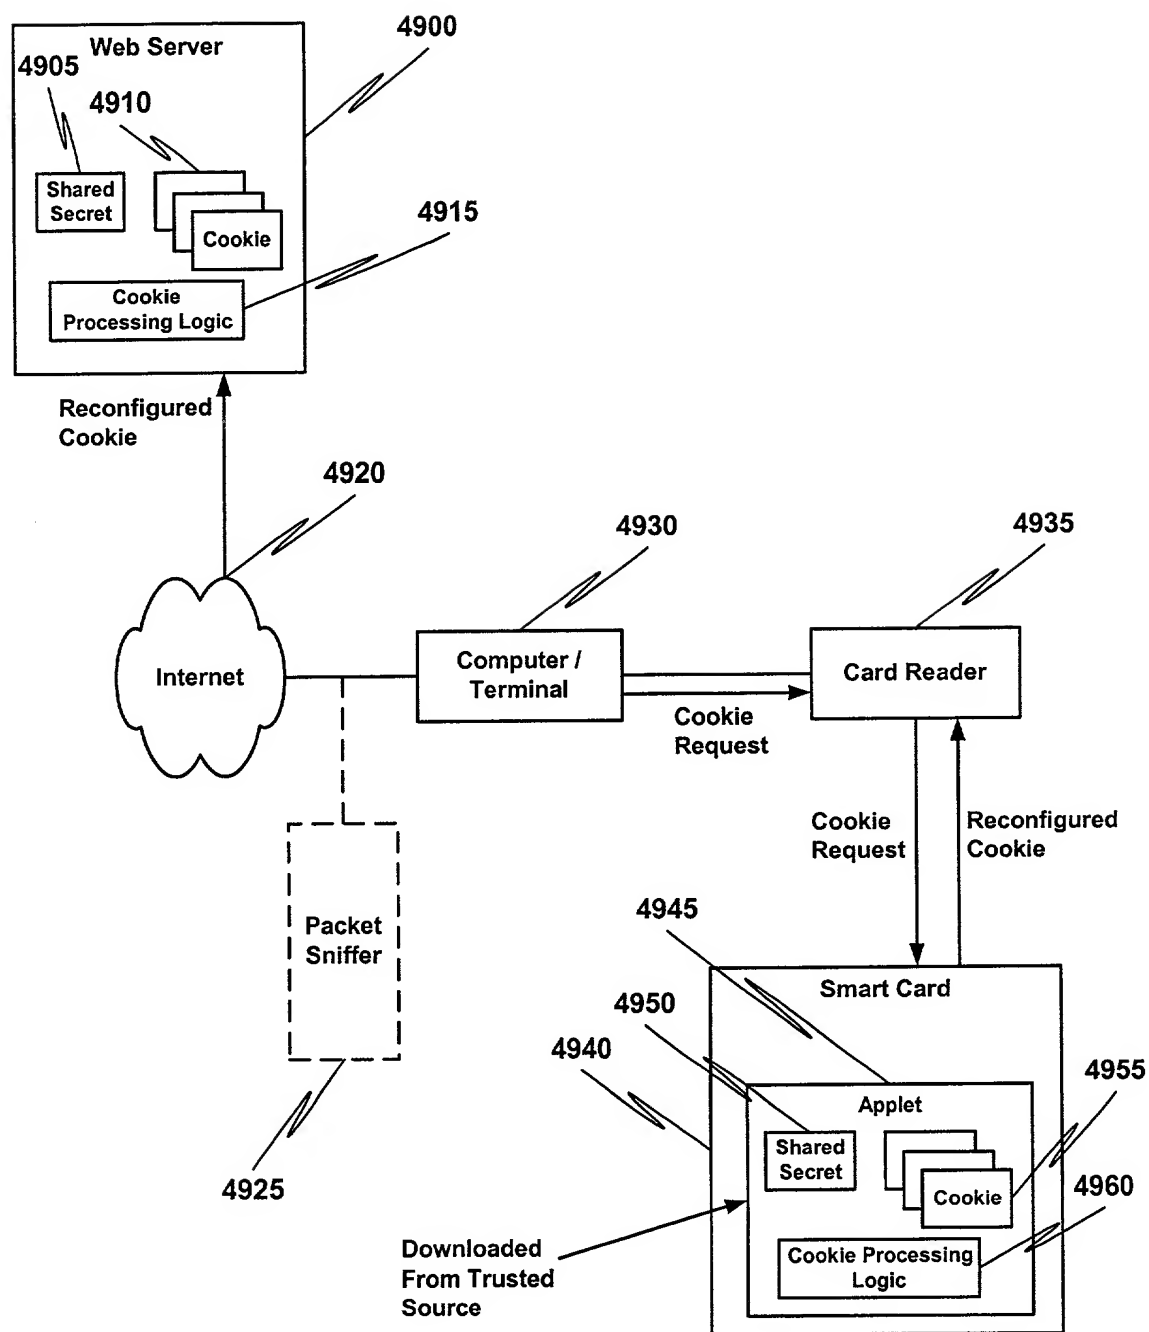 4900
Web Server
4905
4910
Shared
Secret
Cookie
4915
Cookie
Processing Logic
Reconfigured
Cookie
4920
4930
4935
Internet
Computer /
Terminal
Card Reader
Cookie
Request
Packet
Sniffer
4925
Cookie
Request
Reconfigured
Cookie
4945
4950
4940
Smart Card
4955
Applet
Shared
Secret
Cookie
4960
Cookie Processing
Logic
Downloaded
From Trusted
Source